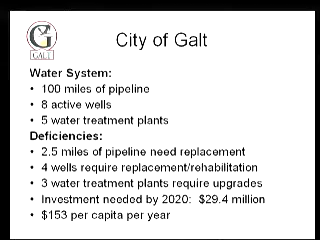 GALT
City of Galt
Water System:
• 100 miles of pipeline
• 8 active wells
• 5 water treatment plants
Deficiencies:
• 2.5 miles of pipeline need replacement
• 4 wells require replacement/rehabilitation
• 3 water treatment plants require upgrades
• Investment needed by 2020: $29.4 million
• $153 per capita per year